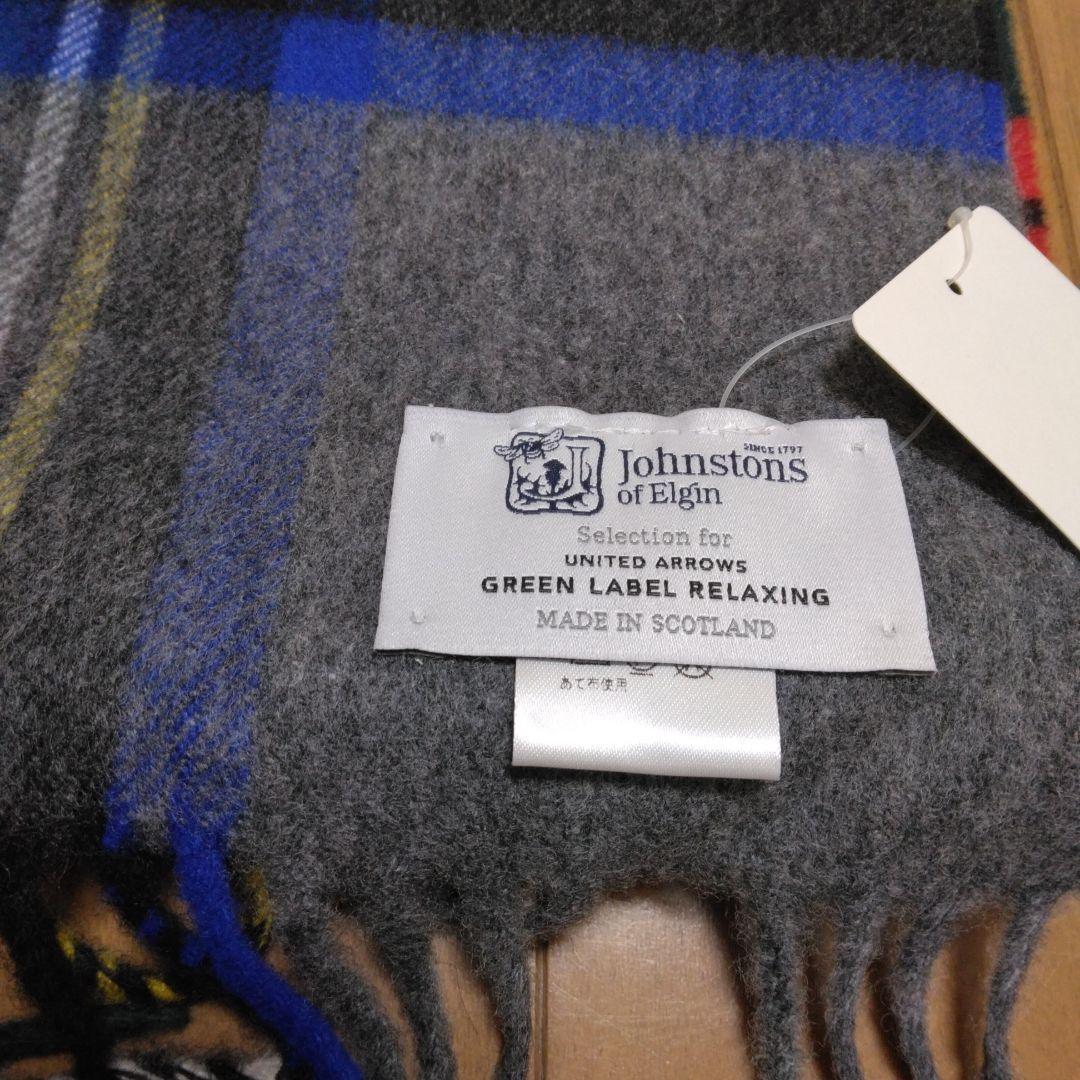 SINCE 1797
Johnstons
of Elgin
Selection for
UNITED ARROWS
GREEN LABEL RELAXING
MADE IN SCOTLAND
あて布使用